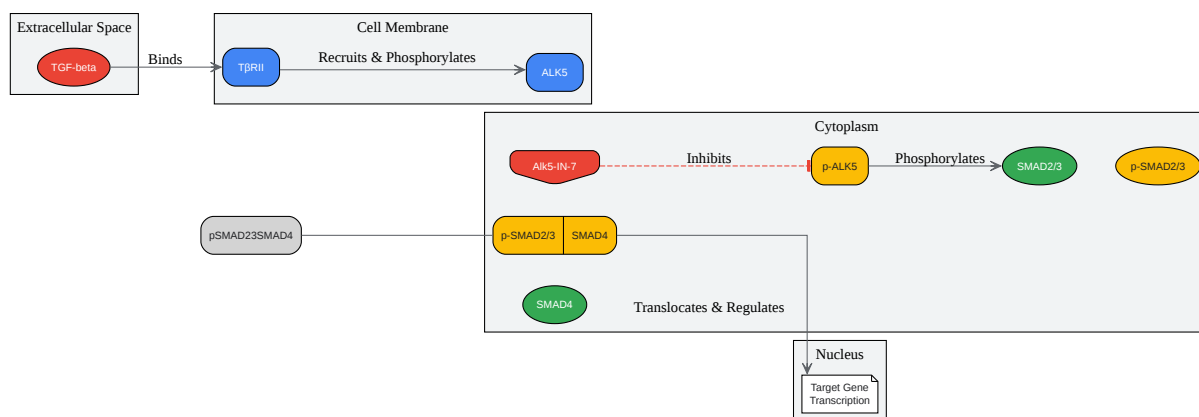 Extracellular Space
TGF-beta
Binds
Cell Membrane
TβRII
Recruits & Phosphorylates
ALK5
Cytoplasm
Alk5-IN-7
Inhibits
p-ALK5
Phosphorylates
SMAD2/3
p-SMAD2/3
pSMAD23SMAD4
p-SMAD2/3
SMAD4
SMAD4
Translocates & Regulates
Nucleus
Target Gene
Transcription